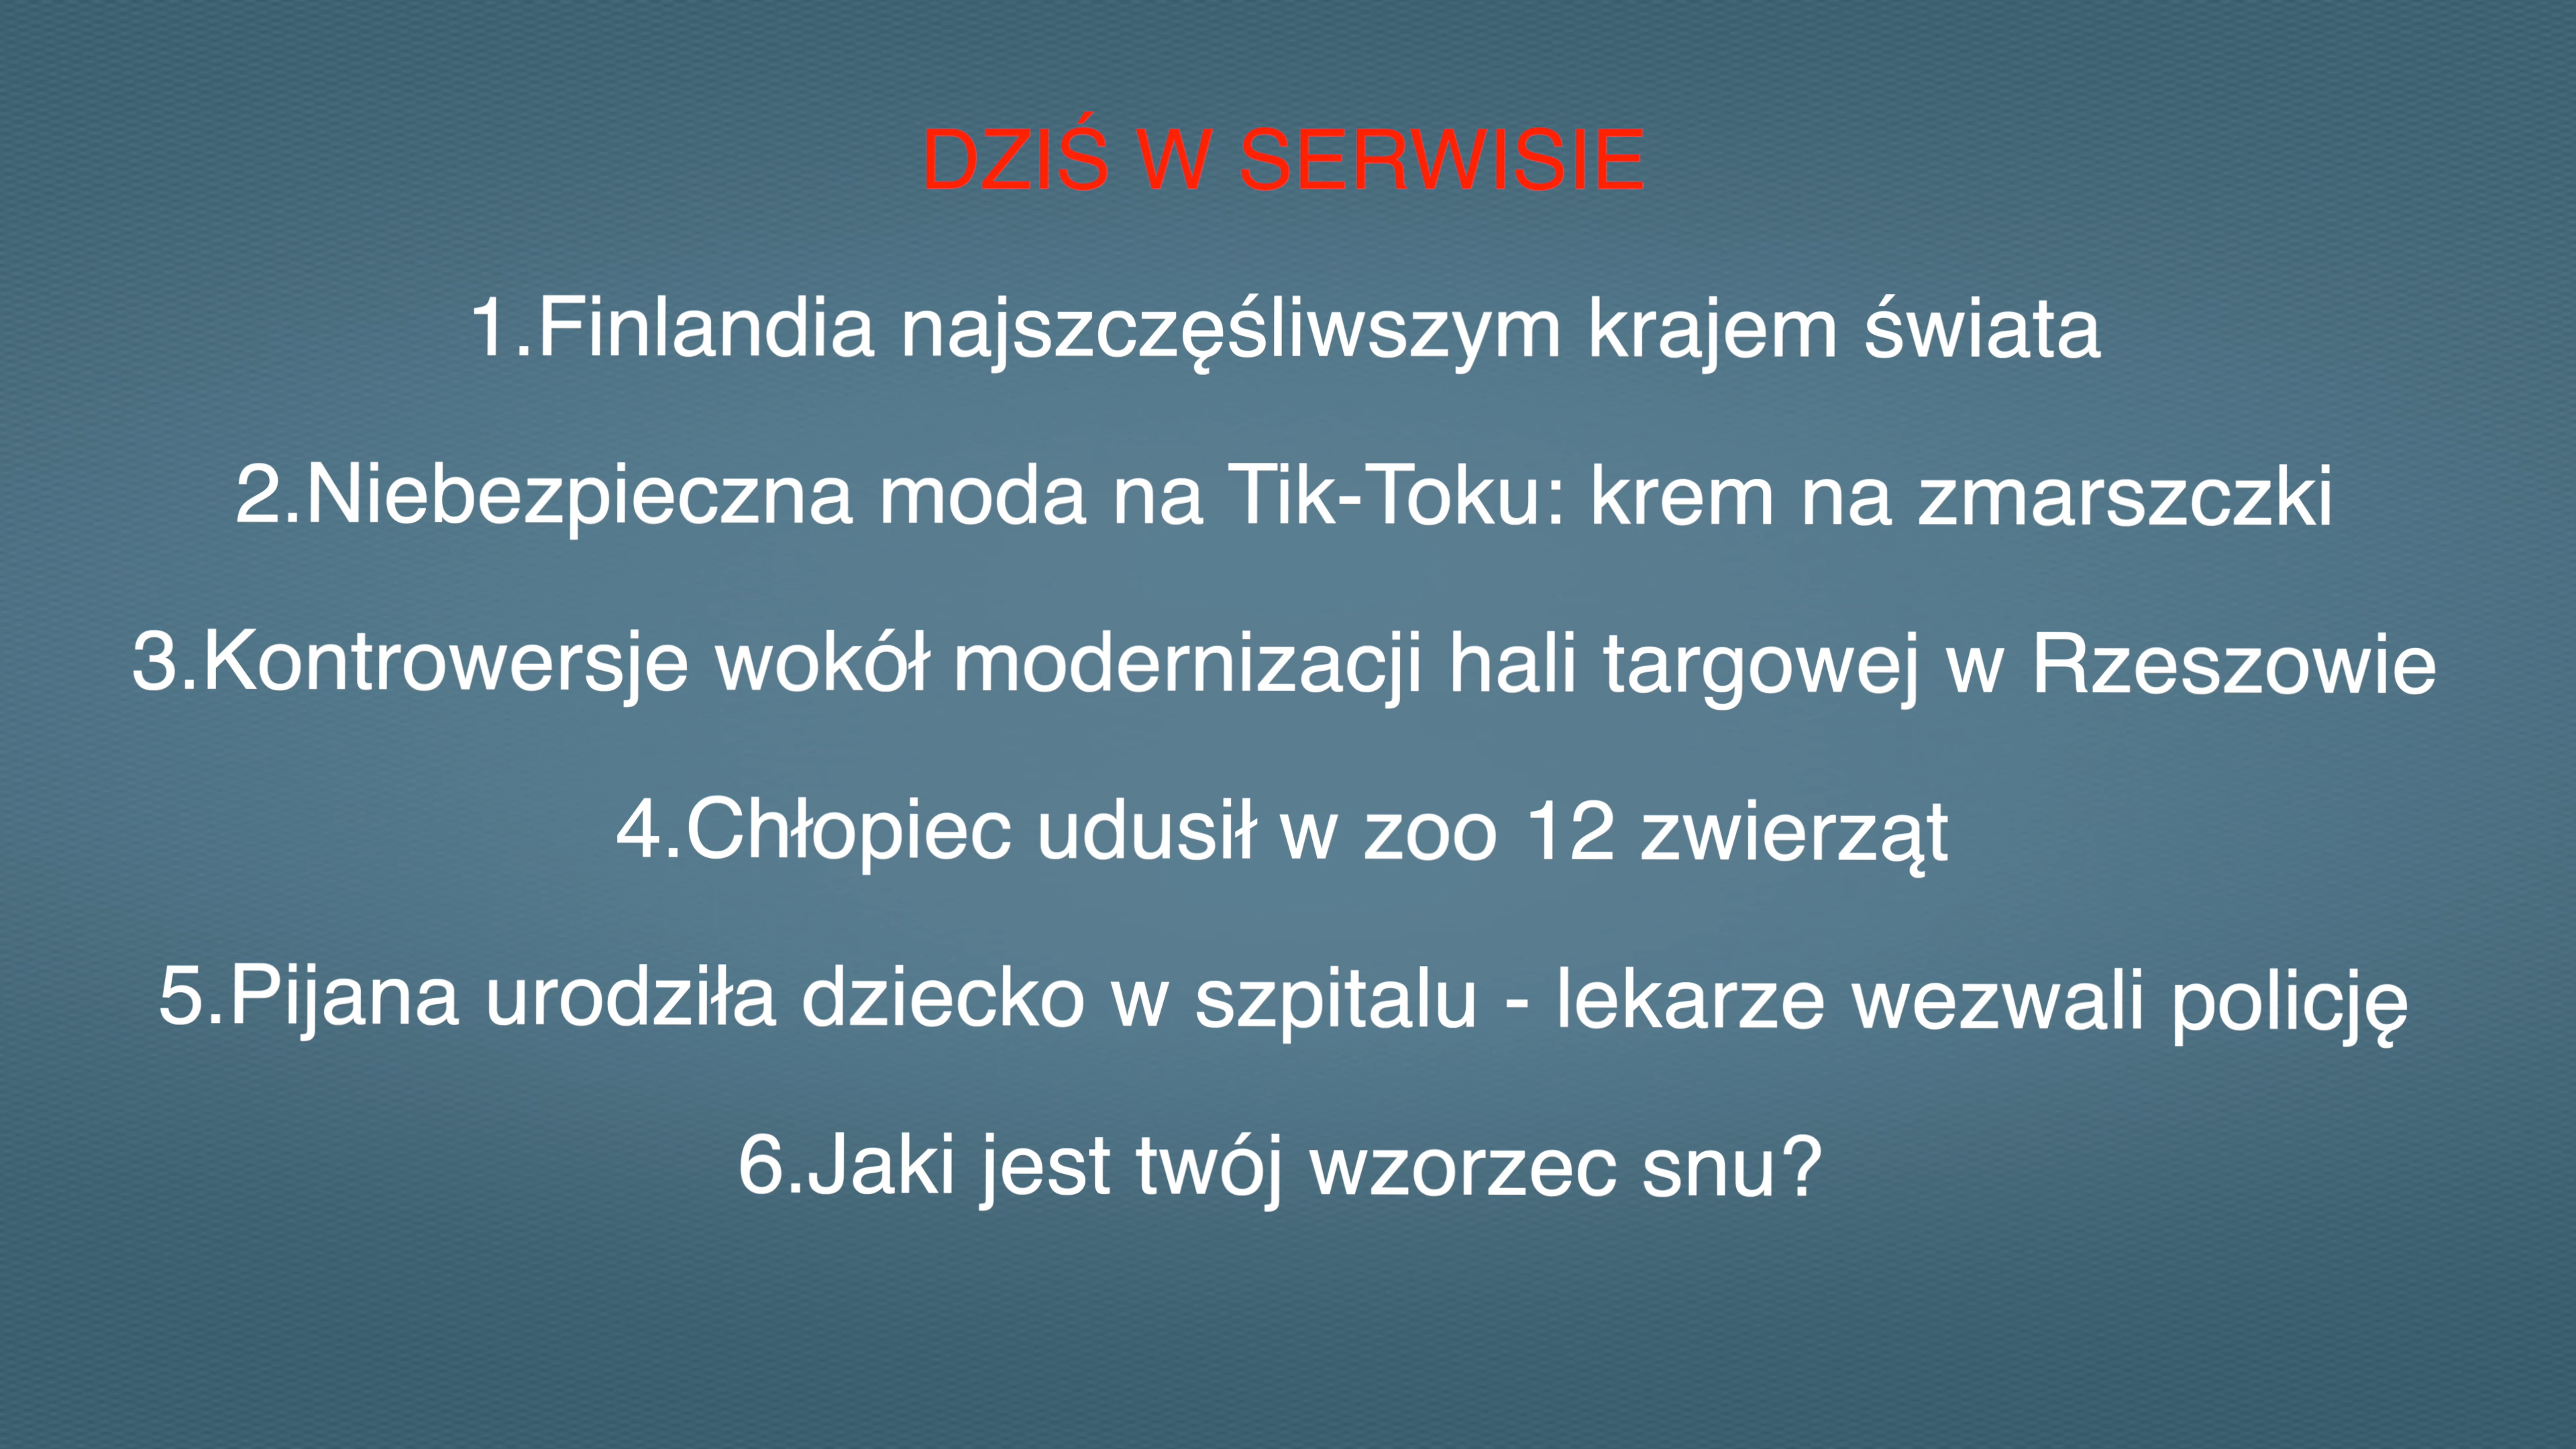 DZIŚ W SERWISIE
1.Finlandia najszczęśliwszym krajem świata
2.Niebezpieczna moda na Tik-Toku: krem na zmarszczki
3.Kontrowersje wokół modernizacji hali targowej w Rzeszowie
4.Chłopiec udusił w zoo 12 zwierząt
5.Pijana urodziła dziecko w szpitalu - lekarze wezwali policję
6.Jaki jest twój wzorzec snu?